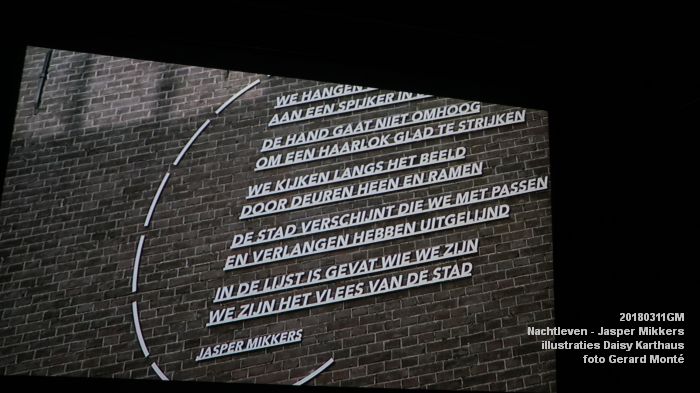 WE HANGEN
AAN EEN SPIJKER IN
DE HAND GAAT NIET OMHOOG
OM EEN HAARLOK GLAD TE STRIJKEN
WE KIJKEN LANGS HET BEELD
DOOR DEUREN HEEN EN RAMEN
DE STAD VERSCHIJNT DIE WE MET PASSEN
EN VERLANGEN HEBBEN UITGELIJND
IN DE LIJST IS GEVAT WIE WE ZIJN
WE ZIJN HET VLEES VAN DE STAD
JASPER MIKKERS
20180311GM
Nachtleven - Jasper Mikkers
illustraties Daisy Karthaus
foto Gerard Monté